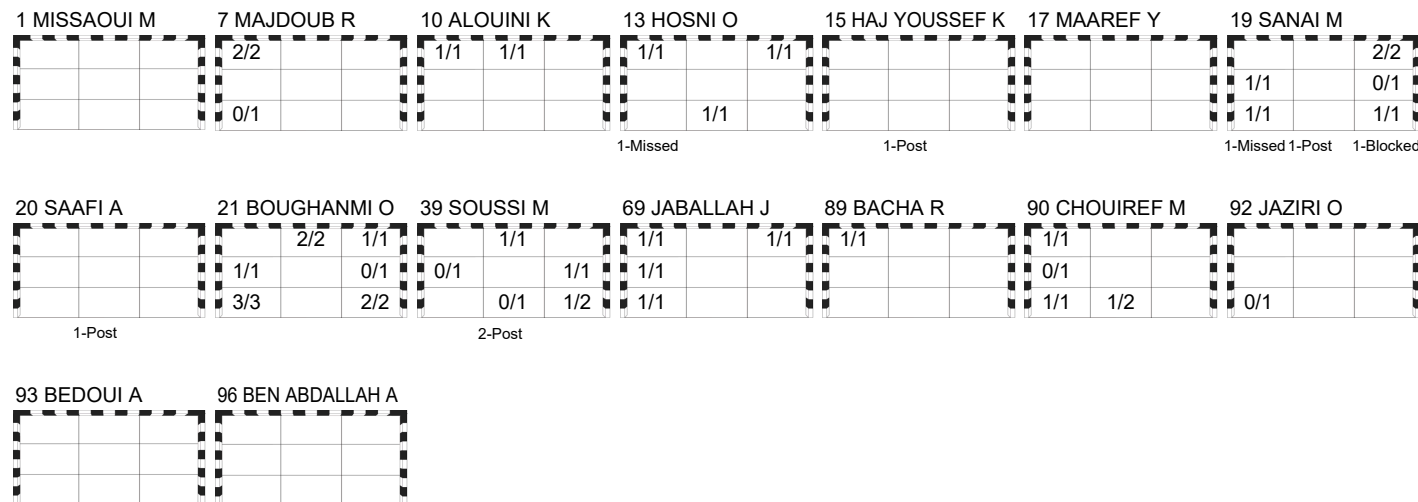 1 MISSAOUI M 7 MAJDOUB R 10 ALOUINI K 13 HOSNI O 15 HAJ YOUSSEF K 17 MAAREF Y 19 SANAI M
2/2 1/1 1/1 1/1 1/1 2/2
1/1 0/1
0/1 1/1 1/1 1/1
1-Missed 1-Post 1-Missed 1-Post 1-Blocked
20 SAAFI A 21 BOUGHANMI O 39 SOUSSI M 69 JABALLAH J 89 BACHA R 90 CHOUIREF M 92 JAZIRI O
2/2 1/1 1/1 1/1 1/1 1/1 1/1
1/1 0/1 0/1 1/1 1/1 0/1
3/3 2/2 0/1 1/2 1/1 1/1 1/2 0/1
1-Post 2-Post
93 BEDOUI A 96 BEN ABDALLAH A